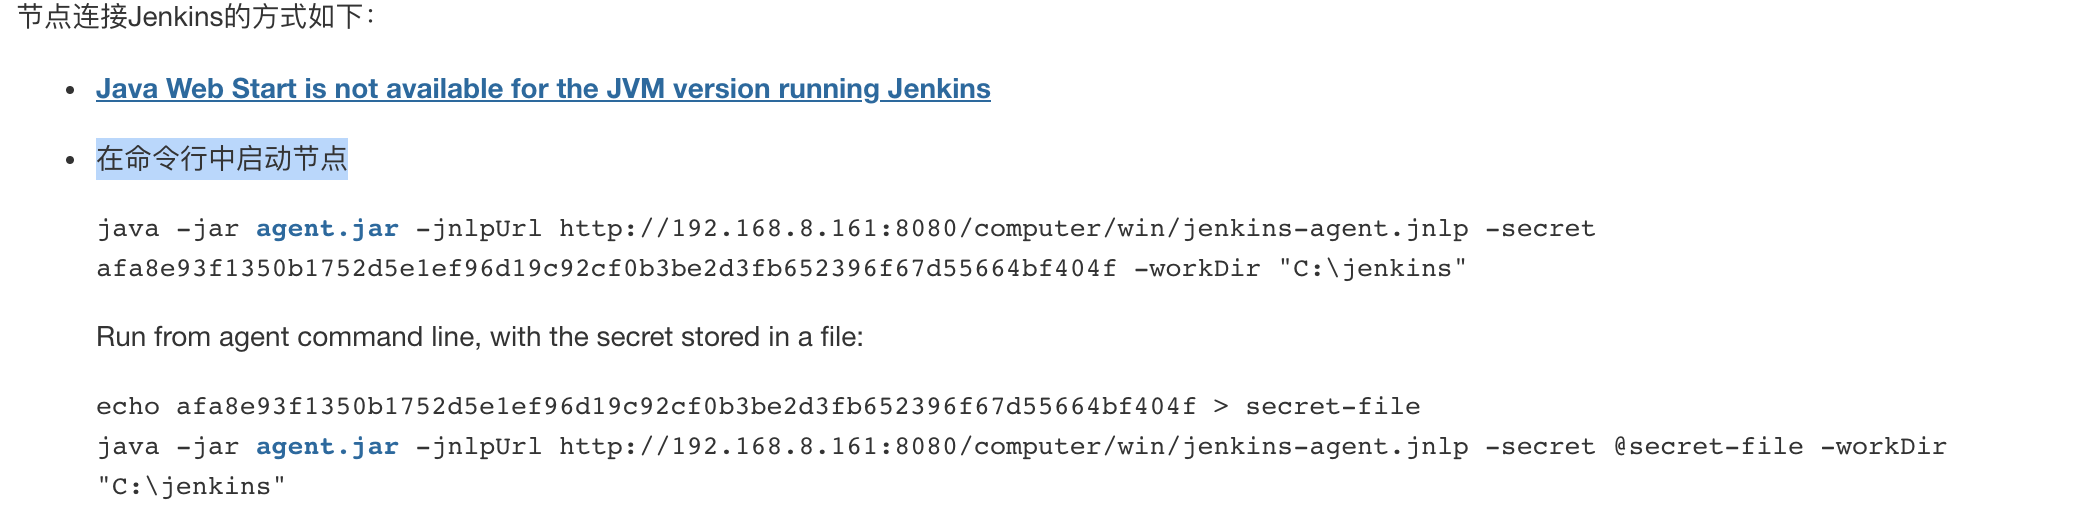 节点连接Jenkins的方式如下：
• Java Web Start is not available for the JVM version running Jenkins
• 在命令行中启动节点
java -jar agent.jar -jnlpUrl http://192.168.8.161:8080/computer/win/jenkins-agent.jnlp -secret
afa8e93f1350b1752d5e1ef96d19c92cf0b3be2d3fb652396f67d55664bf404f -workDir "C:\jenkins"
Run from agent command line, with the secret stored in a file:
echo afa8e93f1350b1752d5e1ef96d19c92cf0b3be2d3fb652396f67d55664bf404f > secret-file
java -jar agent.jar -jnlpUrl http://192.168.8.161:8080/computer/win/jenkins-agent.jnlp -secret @secret-file -workDir
"C:\jenkins"